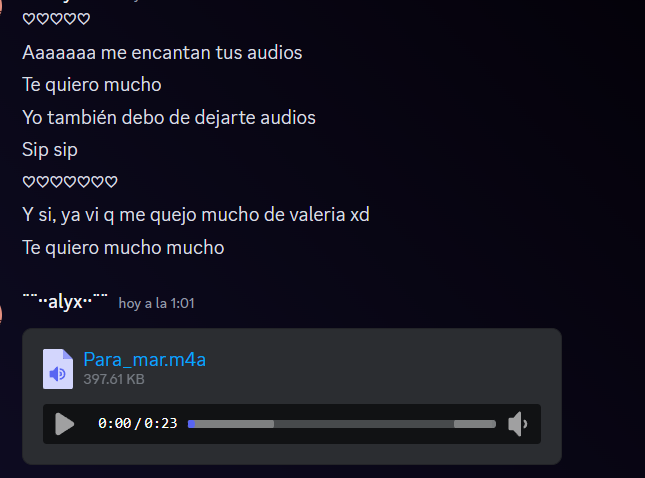 ♡♡♡♡♡
Aaaaaaa me encantan tus audios
Te quiero mucho
Yo también debo de dejarte audios
Sip sip
♡♡♡♡♡♡♡
Y si, ya vi q me quejo mucho de valeria xd
Te quiero mucho mucho
¨¨··alyx··¨¨ hoy a la 1:01
Para_mar.m4a
397.61 KB
0:00 / 0:23